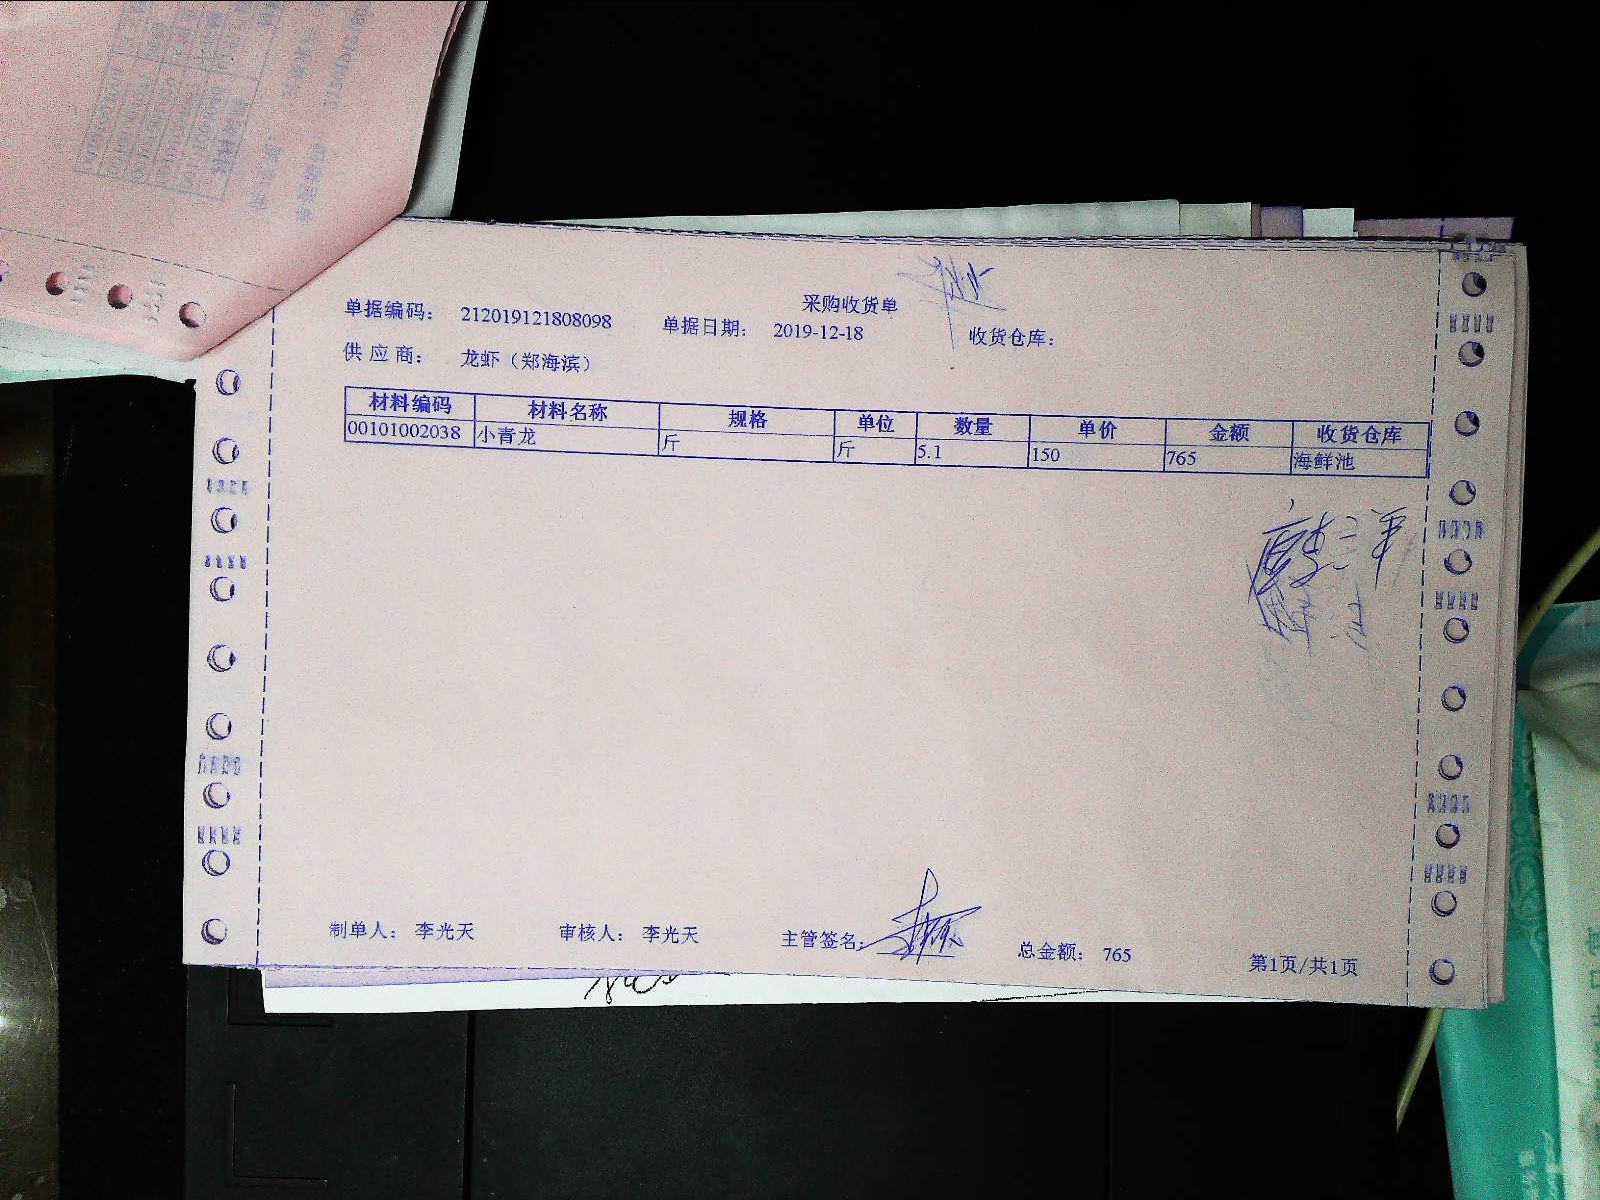 采购收货单
单据编码： 212019121808098 单据日期： 2019-12-18 收货仓库：
供 应 商： 龙虾（郑海滨）
材料编码 材料名称 规格 单位 数量 单价 金额 收货仓库
00101002038 小青龙 斤 斤 5.1 150 765 海鲜池
制单人： 李光天 审核人： 李光天 主管签名： 总金额： 765 第1页/共1页